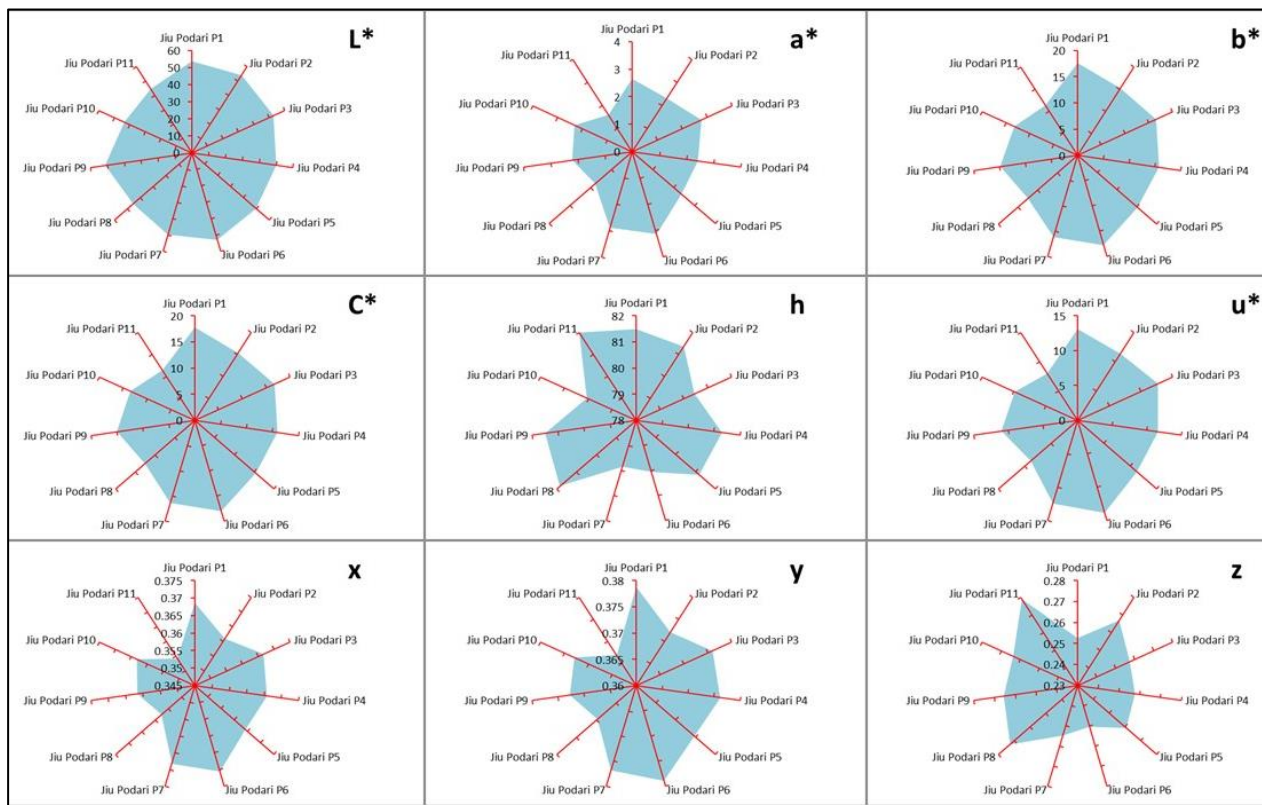 L*
Jiu Podari P1
Jiu Podari P2
Jiu Podari P3
Jiu Podari P4
Jiu Podari P5
Jiu Podari P6
Jiu Podari P7
Jiu Podari P8
Jiu Podari P9
Jiu Podari P10
Jiu Podari P11
60
50
40
30
20
10
0
a*
Jiu Podari P1
Jiu Podari P2
Jiu Podari P3
Jiu Podari P4
Jiu Podari P5
Jiu Podari P6
Jiu Podari P7
Jiu Podari P8
Jiu Podari P9
Jiu Podari P10
Jiu Podari P11
4
3
2
1
0
b*
Jiu Podari P1
Jiu Podari P2
Jiu Podari P3
Jiu Podari P4
Jiu Podari P5
Jiu Podari P6
Jiu Podari P7
Jiu Podari P8
Jiu Podari P9
Jiu Podari P10
Jiu Podari P11
20
15
10
5
0
C*
Jiu Podari P1
Jiu Podari P2
Jiu Podari P3
Jiu Podari P4
Jiu Podari P5
Jiu Podari P6
Jiu Podari P7
Jiu Podari P8
Jiu Podari P9
Jiu Podari P10
Jiu Podari P11
20
15
10
5
0
h
Jiu Podari P1
Jiu Podari P2
Jiu Podari P3
Jiu Podari P4
Jiu Podari P5
Jiu Podari P6
Jiu Podari P7
Jiu Podari P8
Jiu Podari P9
Jiu Podari P10
Jiu Podari P11
82
81
80
79
78
u*
Jiu Podari P1
Jiu Podari P2
Jiu Podari P3
Jiu Podari P4
Jiu Podari P5
Jiu Podari P6
Jiu Podari P7
Jiu Podari P8
Jiu Podari P9
Jiu Podari P10
Jiu Podari P11
15
10
5
0
x
Jiu Podari P1
Jiu Podari P2
Jiu Podari P3
Jiu Podari P4
Jiu Podari P5
Jiu Podari P6
Jiu Podari P7
Jiu Podari P8
Jiu Podari P9
Jiu Podari P10
Jiu Podari P11
0.375
0.37
0.365
0.36
0.355
0.35
0.345
y
Jiu Podari P1
Jiu Podari P2
Jiu Podari P3
Jiu Podari P4
Jiu Podari P5
Jiu Podari P6
Jiu Podari P7
Jiu Podari P8
Jiu Podari P9
Jiu Podari P10
Jiu Podari P11
0.38
0.375
0.37
0.365
0.36
z
Jiu Podari P1
Jiu Podari P2
Jiu Podari P3
Jiu Podari P4
Jiu Podari P5
Jiu Podari P6
Jiu Podari P7
Jiu Podari P8
Jiu Podari P9
Jiu Podari P10
Jiu Podari P11
0.28
0.27
0.26
0.25
0.24
0.23